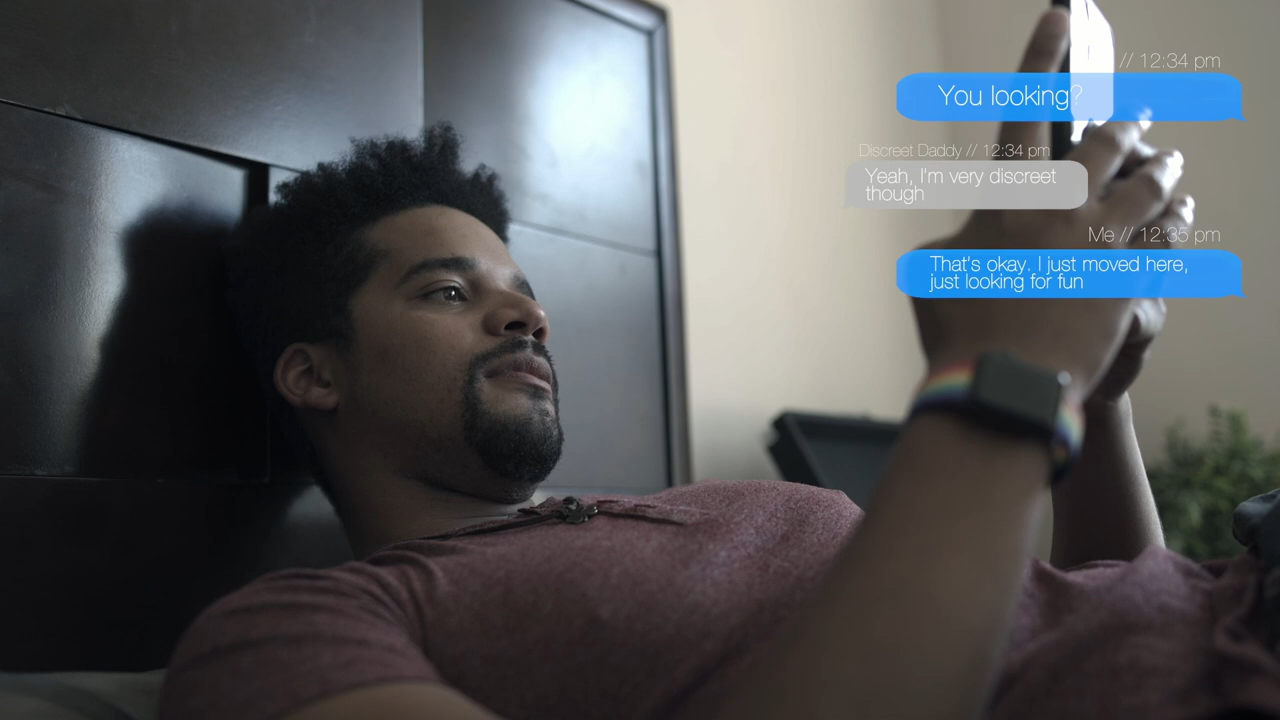 // 12:34 pm
You looking?
Discreet Daddy // 12:34 pm
Yeah, I'm very discreet
though
Me // 12:35 pm
That's okay. I just moved here,
just looking for fun